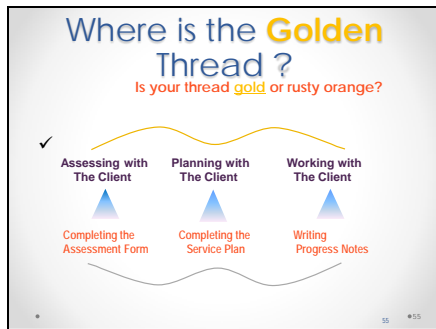 Where is the Golden
Thread ?
Is your thread gold or rusty orange?
✓
Assessing with
The Client
Planning with
The Client
Working with
The Client
Completing the
Assessment Form
Completing the
Service Plan
Writing
Progress Notes
55
•55